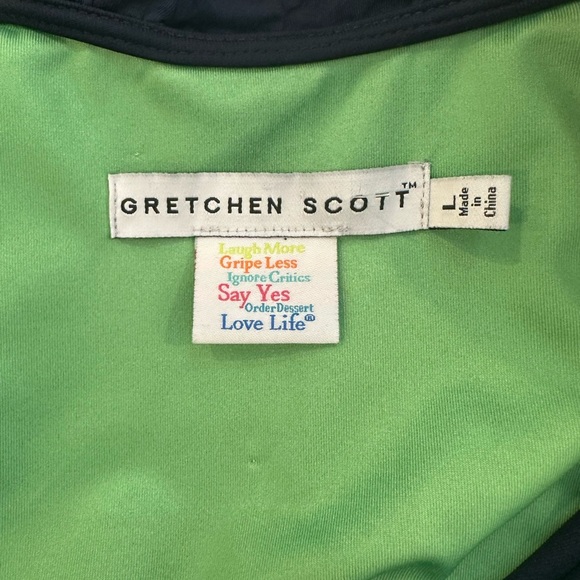 GRETCHEN SCOTT™
L
Made
in
China
Laugh More
Gripe Less
Ignore Critics
Say Yes
Order Dessert
Love Life®